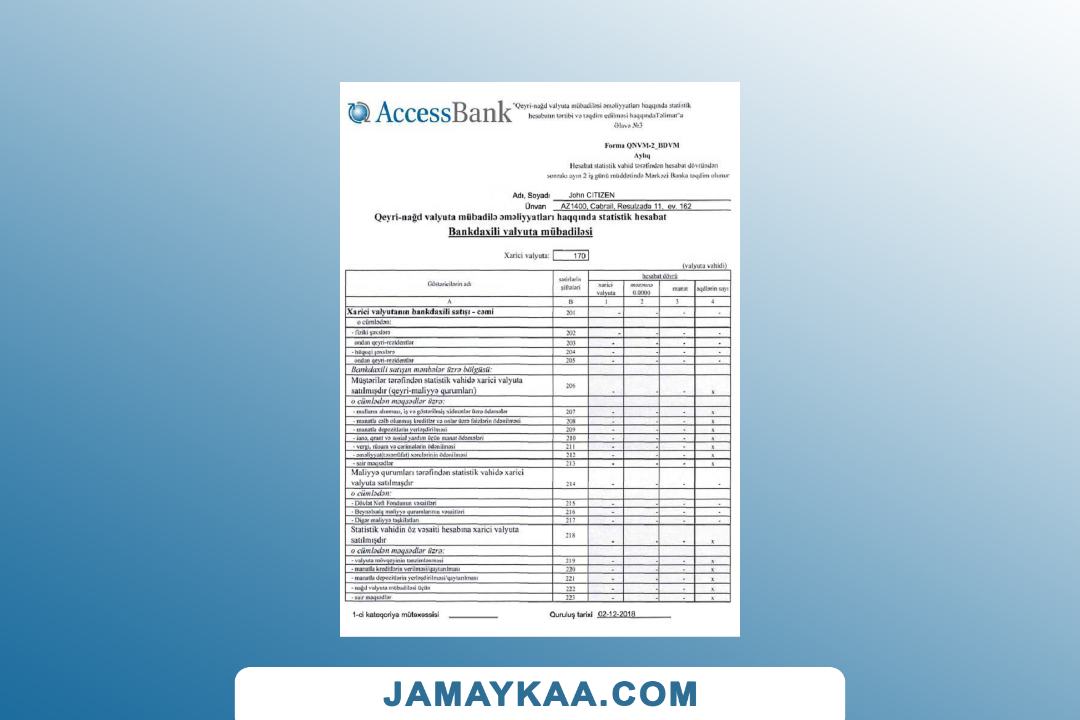 AccessBank
"Qeyri-nağd valyuta mübadiləsi əməliyyatları haqqında statistik
hesabatın tərtibi və təqdim edilməsi haqqındaTəlimat"a
Əlavə №3
Forma QNVM-2_BDVM
Aylıq
Hesabat statistik vahid tərəfindən hesabat dövründən
sonrakı ayın 2 iş günü müddətində Mərkəzi Banka təqdim olunur
Adı, Soyadı John CITIZEN
Ünvan AZ1400, Cəbrail, Resulzadə 11, ev. 162
Qeyri-nağd valyuta mübadilə əməliyyatları haqqında statistik hesabat
Bankdaxili valyuta mübadiləsi
Xarici valyuta: 170
(valyuta vahidi)
Göstəricilərin adı sətirlərin şifrələri hesabat dövrü
xarici valyuta məzənnə 0.0000 manat əqdlərin sayı
A B 1 2 3 4
Xarici valyutanın bankdaxili satışı - cəmi 201 - - - -
o cümlədən:
- fiziki şəxslərə 202 - - - -
ondan qeyri-rezidentlər 203 - - - -
- hüquqi şəxslərə 204 - - - -
ondan qeyri-rezidentlər 205 - - - -
Bankdaxili satışın mənbələr üzrə bölgüsü:
Müştərilər tərəfindən statistik vahidə xarici valyuta
satılmışdır (qeyri-maliyyə qurumları) 206 - - - x
o cümlədən məqsədlər üzrə:
- malların alınması, iş və göstərilmiş xidmətlər üzrə ödəmələr 207 - - - x
- manatla cəlb olunmuş kreditlər və onlar üzrə faizlərin ödənilməsi 208 - - - x
- manatla depozitlərin yerləşdirilməsi 209 - - - x
- ianə, qrant və sosial yardım üçün manat ödəmələri 210 - - - x
- vergi, rüsum və cərimələrin ödənilməsi 211 - - - x
- əməliyyat(təsərrüfat) xərclərinin ödənilməsi 212 - - - x
- sair məqsədlər 213 - - - x
Maliyyə qurumları tərəfindən statistik vahidə xarici
valyuta satılmışdır 214 - - - -
o cümlədən:
- Dövlət Neft Fondunun vəsaitləri 215 - - - -
- Beynəlxalq maliyyə qurumlarının vəsaitləri 216 - - - -
- Digər maliyyə təşkilatları 217 - - - -
Statistik vahidin öz vəsaiti hesabına xarici valyuta
satılmışdır 218 - - - x
o cümlədən məqsədlər üzrə:
- valyuta mövqeyinin tənzimlənməsi 219 - - - x
- manatla kreditlərin verilməsi/qaytarılması 220 - - - x
- manatla depozitlərin yerləşdirilməsi/qaytarılması 221 - - - x
- nağd valyuta mübadiləsi üçün 222 - - - x
- sair məqsədlər 223 - - - x
1-ci kateqoriya mütəxəssisi
Quruluş tarixi 02-12-2018
JAMAYKAA.COM